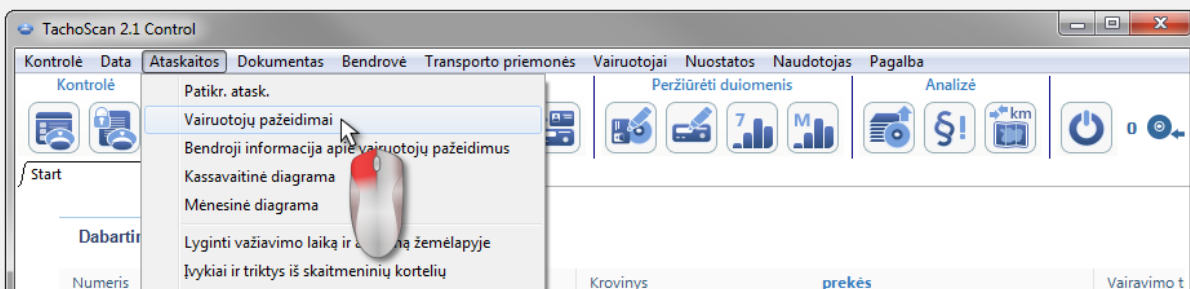 TachoScan 2.1 Control
Kontrolė Data Ataskaitos Dokumentas Bendrovė Transporto priemonės Vairuotojai Nuostatos Naudotojas Pagalba
Kontrolė Peržiūrėti duiomenis Analizė
Patikr. atask.
Vairuotojų pažeidimai
7 M §! km 0
Bendroji informacija apie vairuotojų pažeidimus
Start
Kassavaitinė diagrama
Mėnesinė diagrama
Dabartin
Lyginti važiavimo laiką ir žemėlapyje
Įvykiai ir triktys iš skaitmeninių kortelių
Numeris Krovinys prekės Vairavimo t